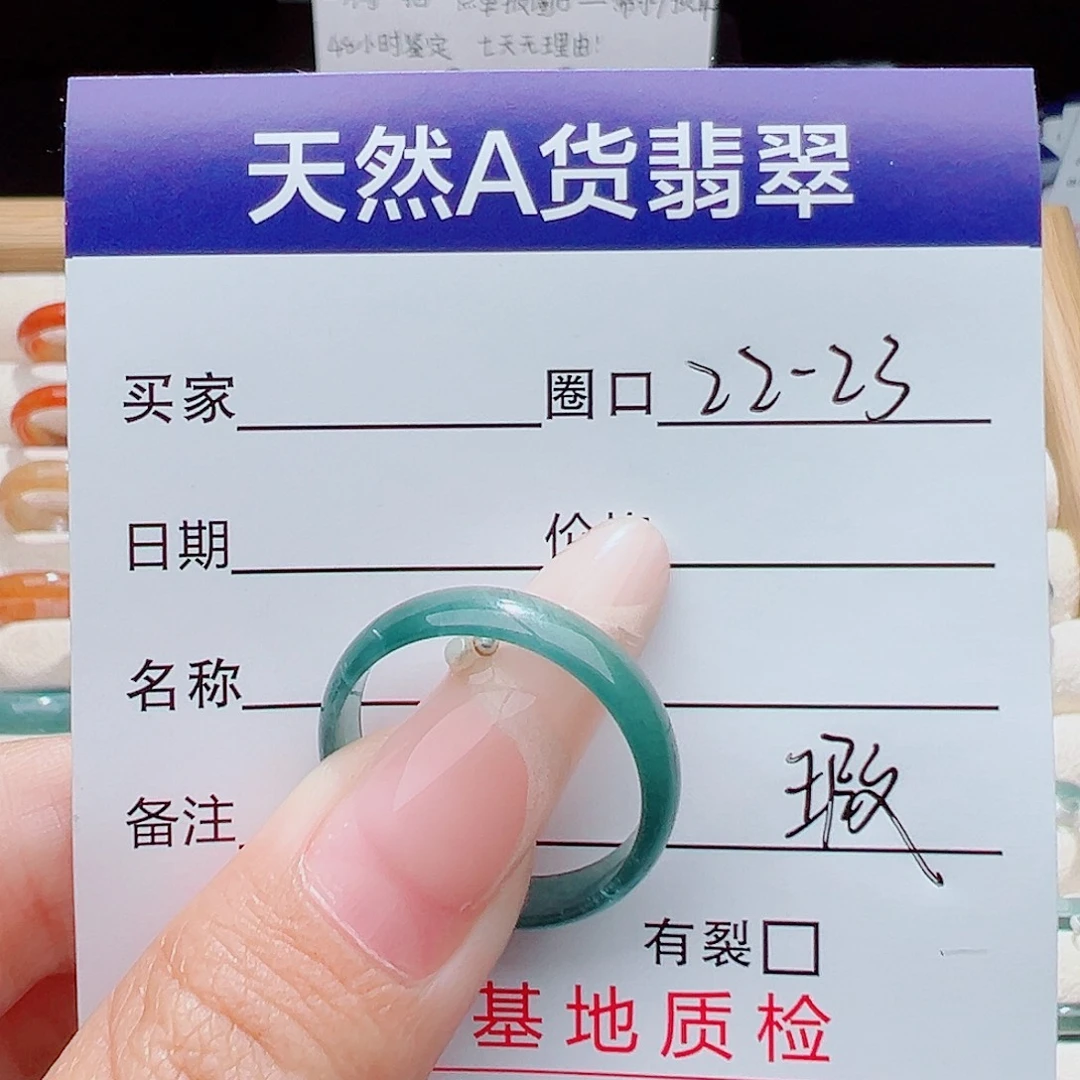 48小时鉴定 七天无理由!
天然A货翡翠
买家 圈口 22-23
日期
名称
备注 瑕
有裂
基地质检